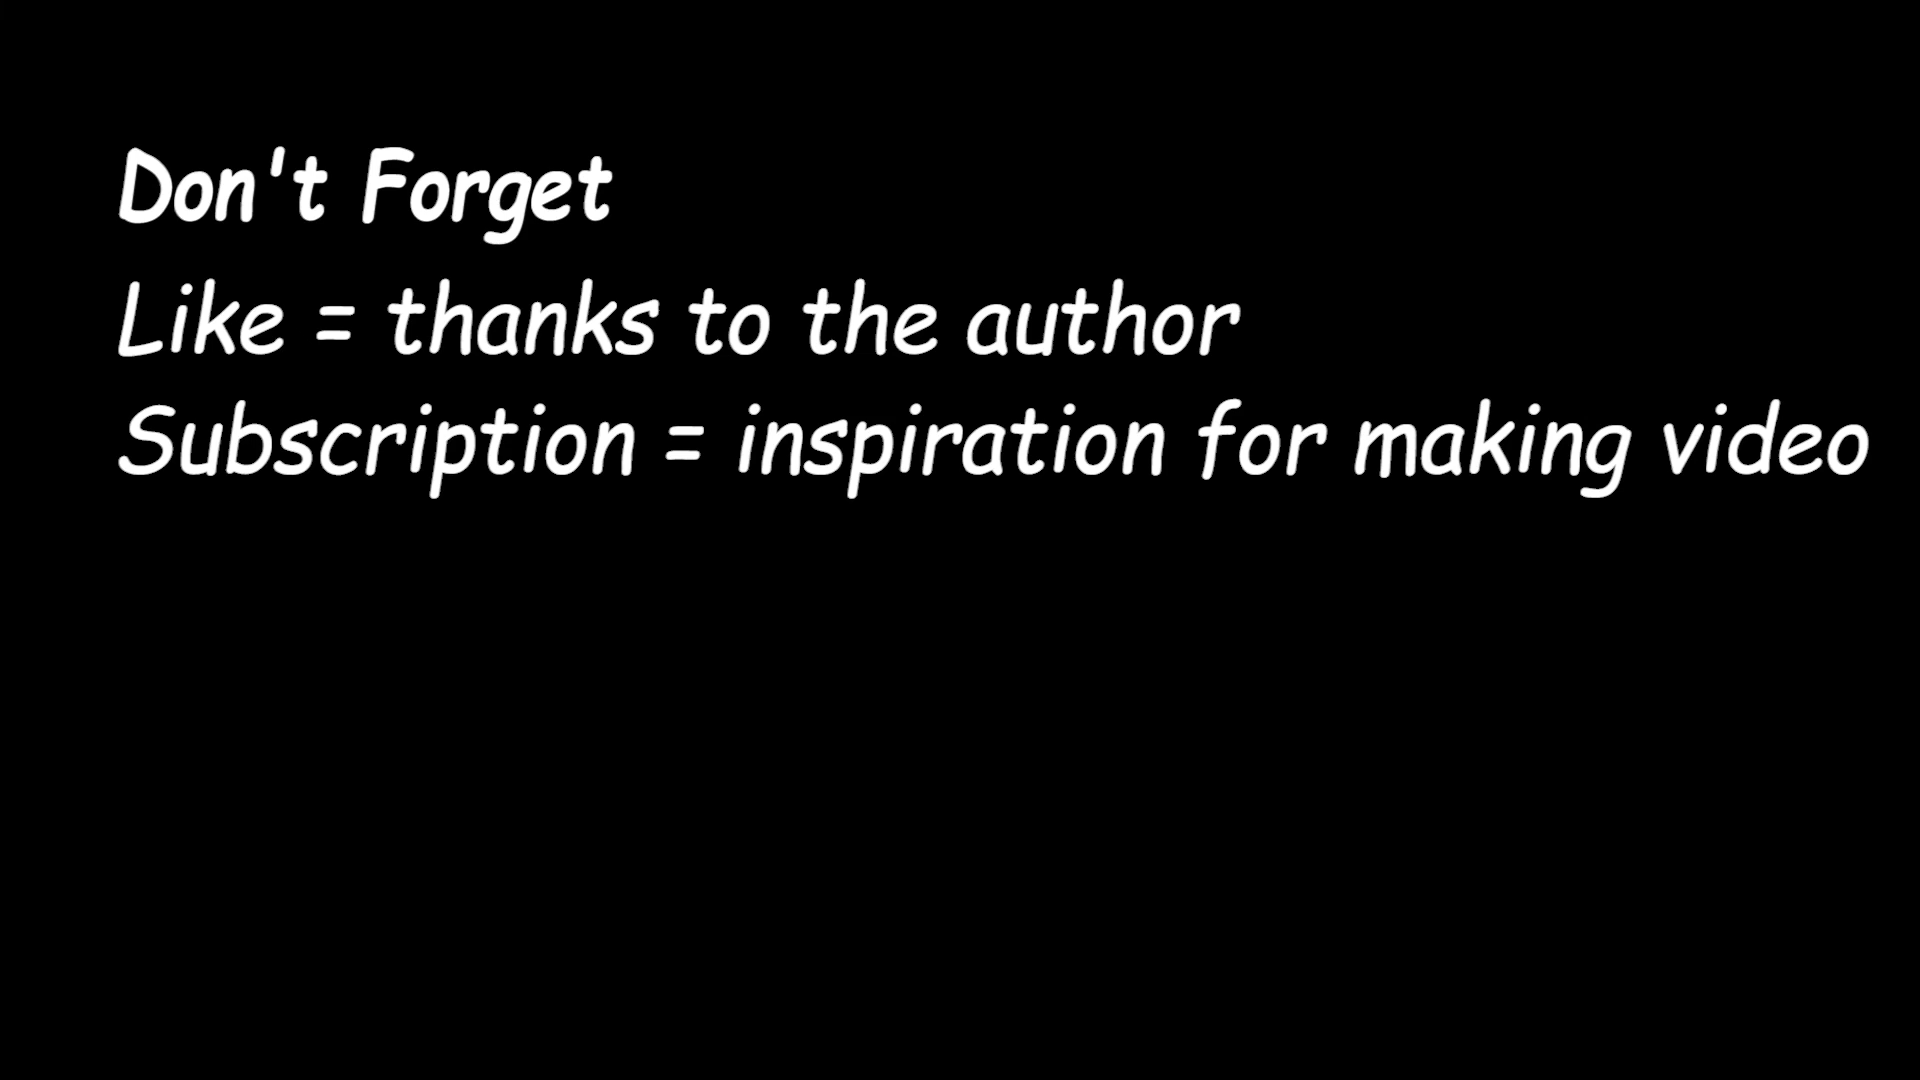 Don't Forget
Like = thanks to the author
Subscription = inspiration for making video